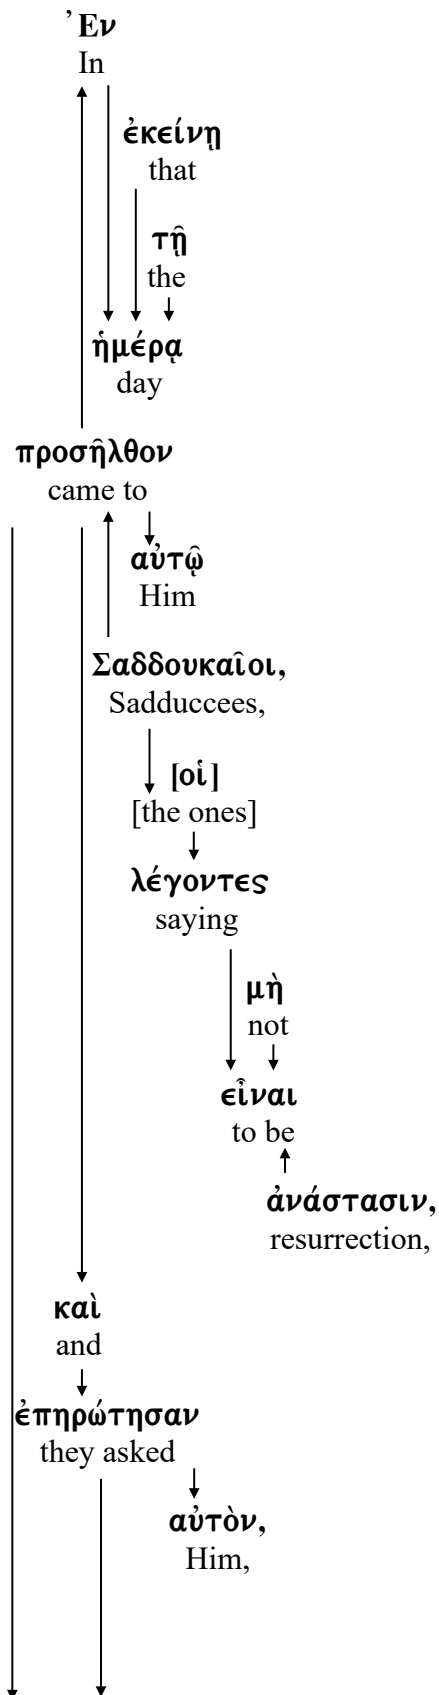 Ἐν
In
ἐκείνῃ
that
τῇ
the
ἡμέρᾳ
day
προσῆλθον
came to
αὐτῷ
Him
Σαδδουκαῖοι,
Sadduccees,
[οἱ]
[the ones]
λέγοντες
saying
μὴ
not
εἶναι
to be
ἀνάστασιν,
resurrection,
καὶ
and
ἐπηρώτησαν
they asked
αὐτὸν,
Him,